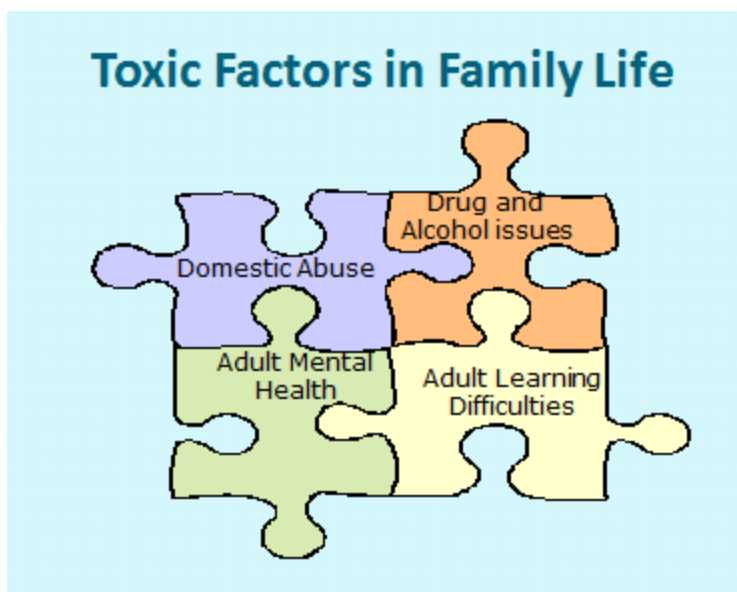 Toxic Factors in Family Life
Drug and
Alcohol issues
Domestic Abuse
Adult Mental
Health
Adult Learning
Difficulties